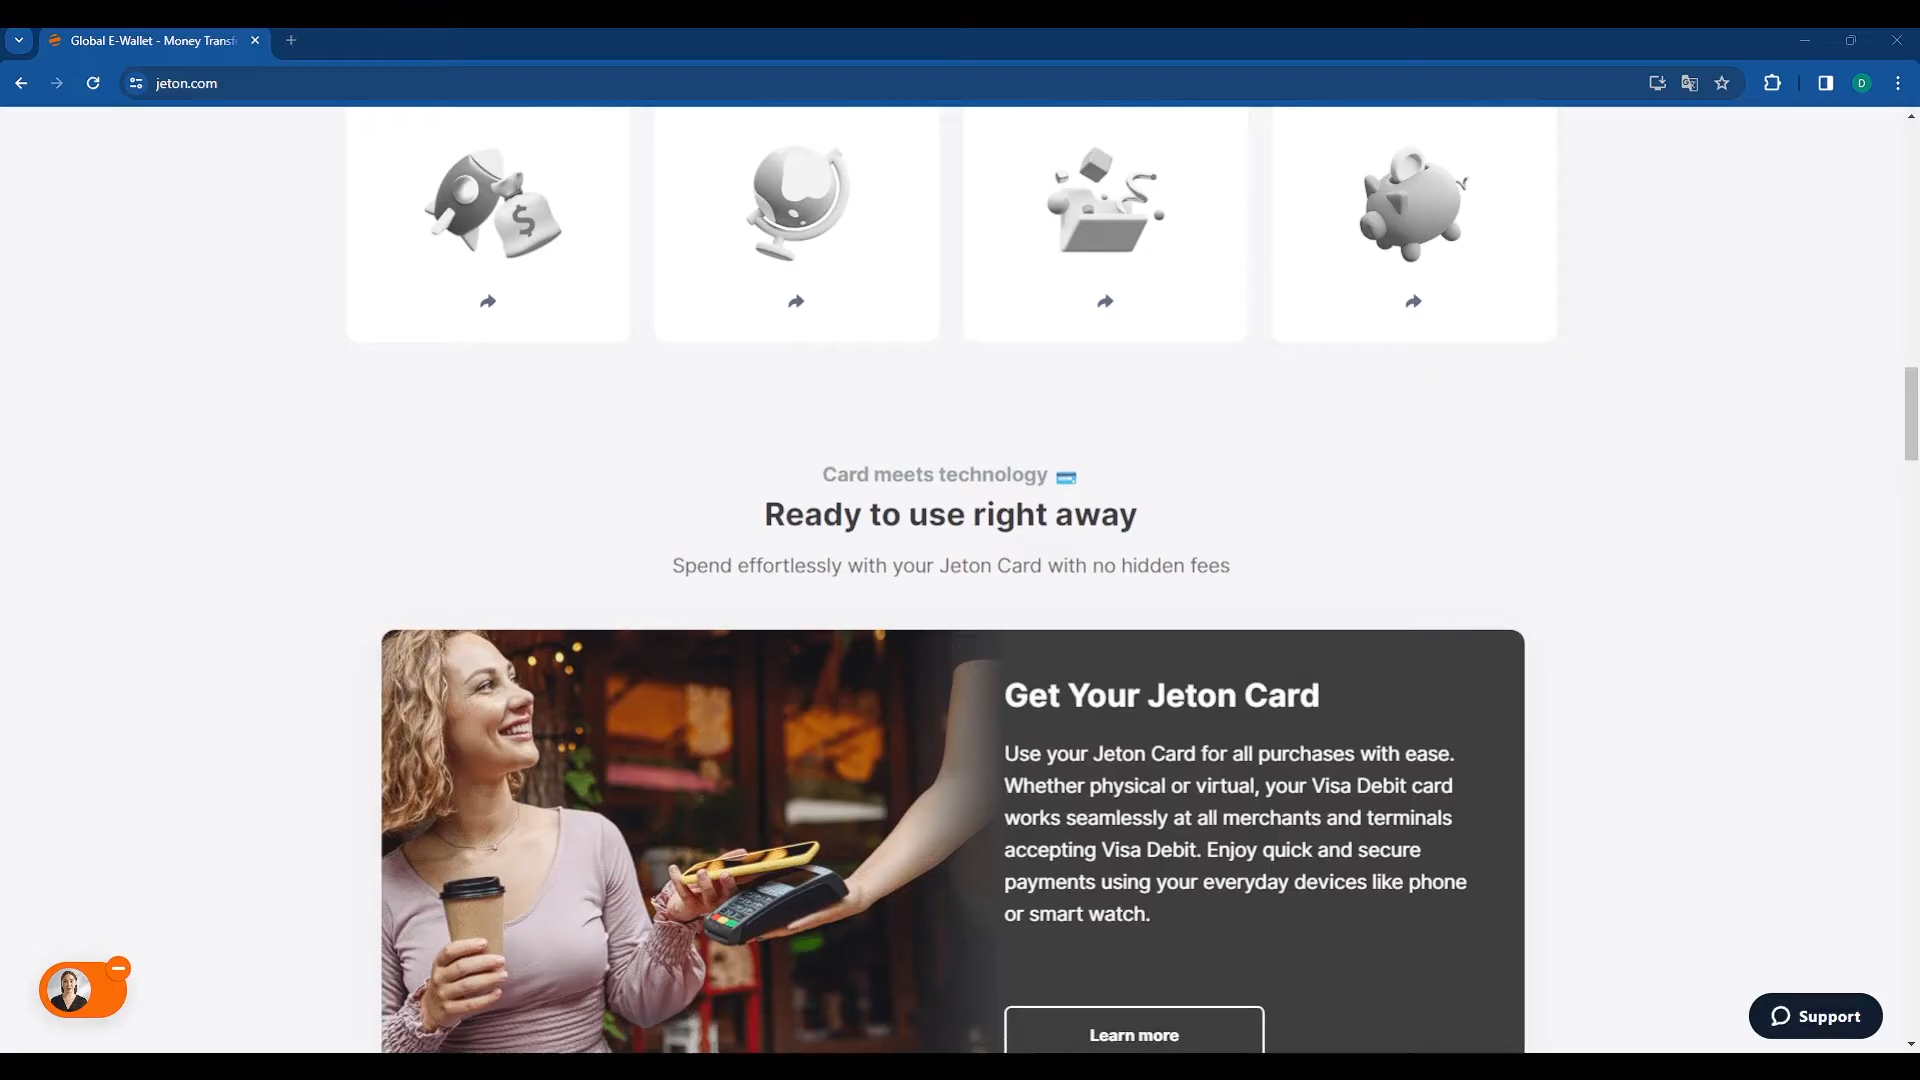 Global E-Wallet - Money Transf
jeton.com
$
Card meets technology
Ready to use right away
Spend effortlessly with your Jeton Card with no hidden fees
Get Your Jeton Card
Use your Jeton Card for all purchases with ease.
Whether physical or virtual, your Visa Debit card
works seamlessly at all merchants and terminals
accepting Visa Debit. Enjoy quick and secure
payments using your everyday devices like phone
or smart watch.
Learn more
Support
D